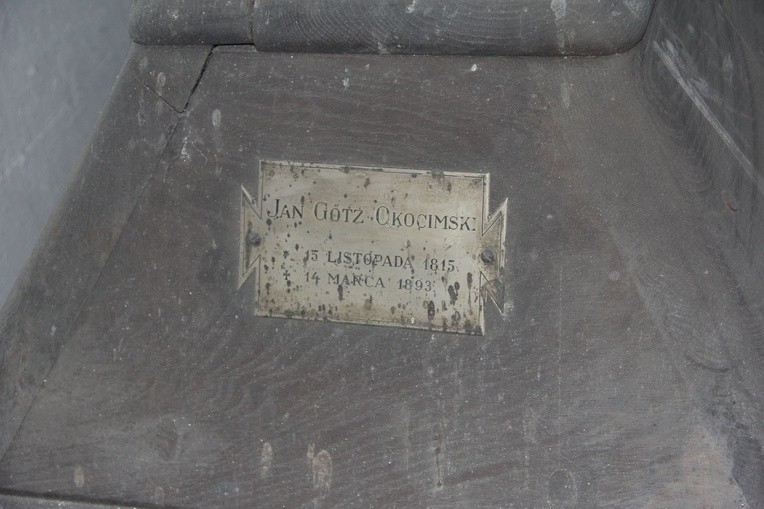 JAN GÖTZ OKOCIMSKI
* 15 LISTOPADA 1815.
† 14 MARCA 1893.